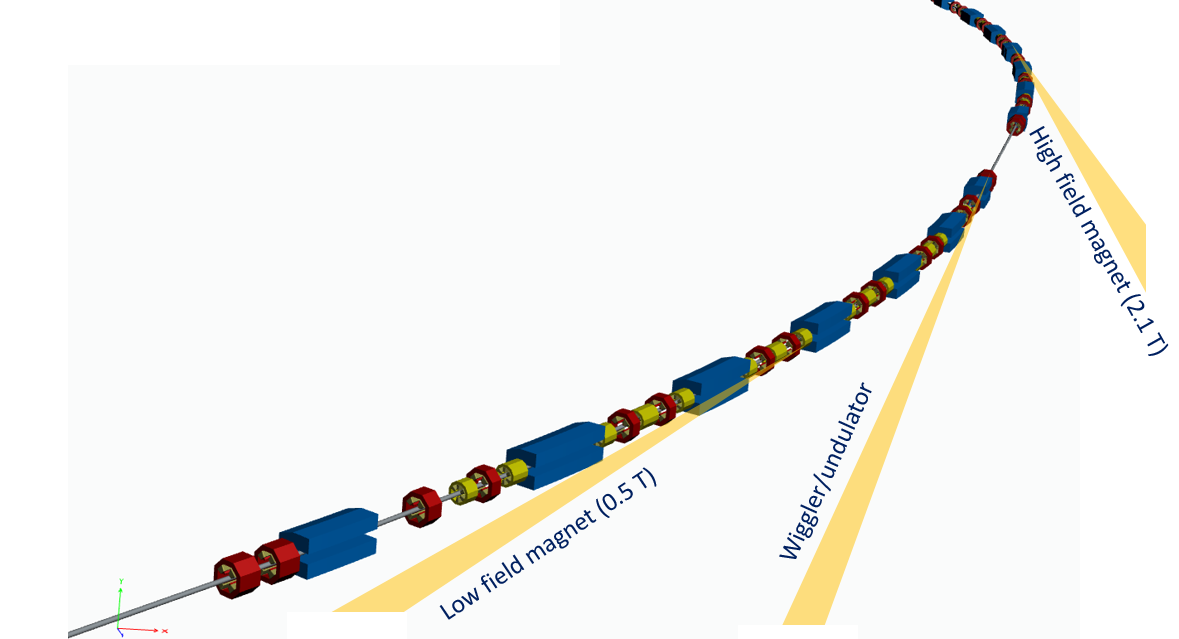 High field magnet (2.1 T)
Wiggler/undulator
Low field magnet (0.5 T)
Y
X